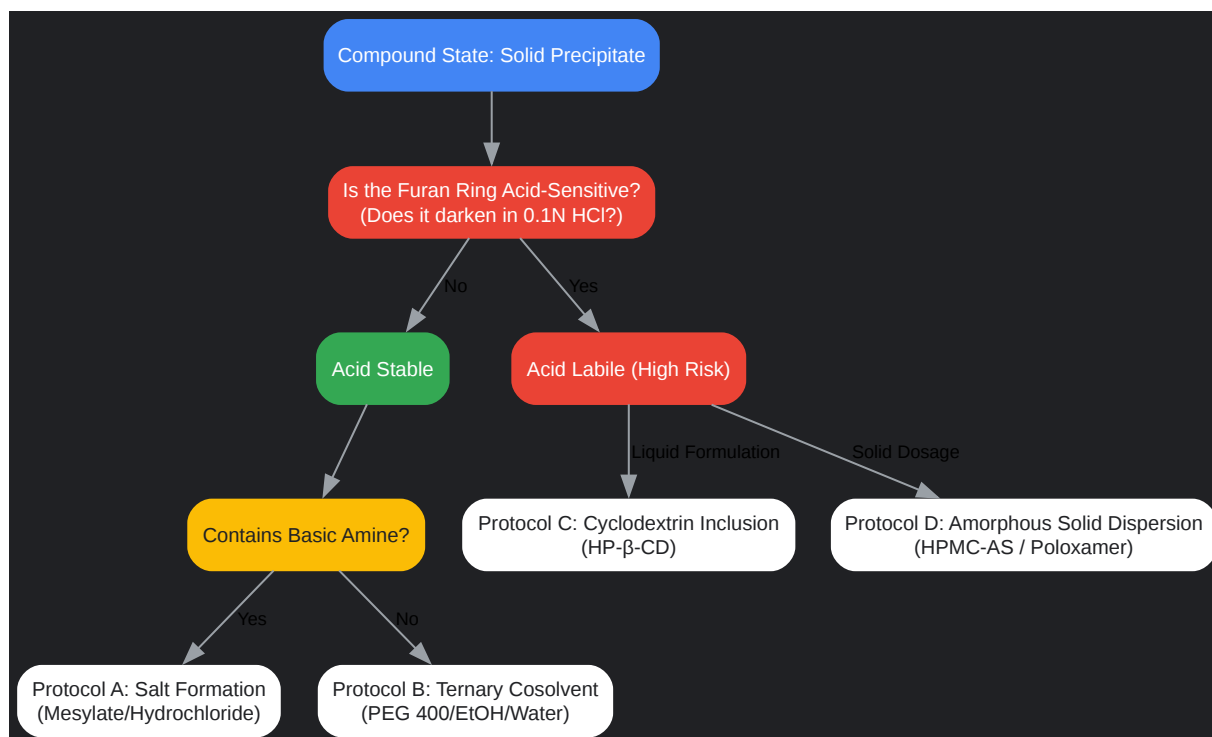 Compound State: Solid Precipitate
Is the Furan Ring Acid-Sensitive?
(Does it darken in 0.1N HCl?)
No
Yes
Acid Stable
Acid Labile (High Risk)
Liquid Formulation
Solid Dosage
Contains Basic Amine?
Protocol C: Cyclodextrin Inclusion
(HP-β-CD)
Protocol D: Amorphous Solid Dispersion
(HPMC-AS / Poloxamer)
Yes
No
Protocol A: Salt Formation
(Mesylate/Hydrochloride)
Protocol B: Ternary Cosolvent
(PEG 400/EtOH/Water)